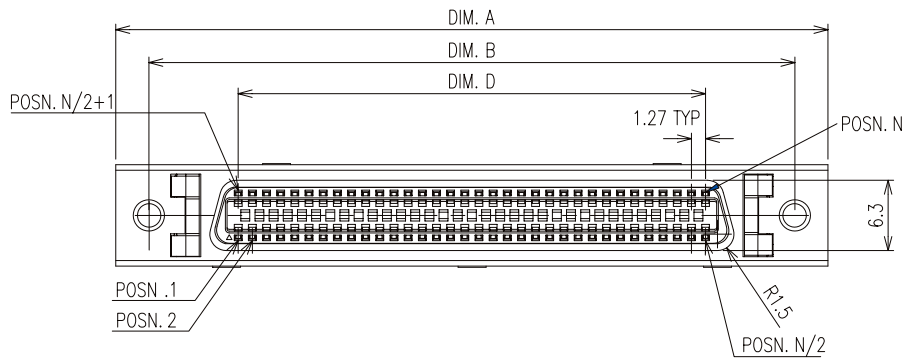 DIM. A
DIM. B
DIM. D
POSN. N/2+1
1.27 TYP
POSN. N
6.3
POSN .1
POSN. 2
R1.5
POSN. N/2